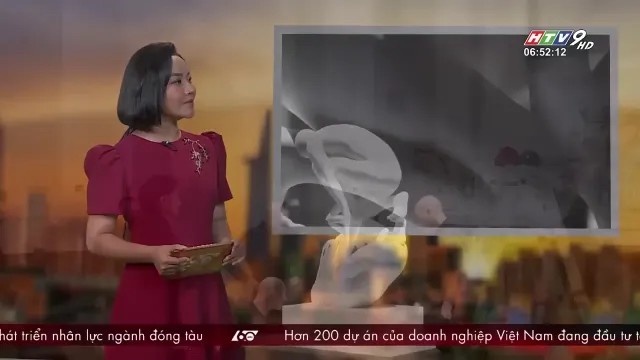 HTV9 HD
06:52:12
hát triển nhân lực ngành đóng tàu
60
Hơn 200 dự án của doanh nghiệp Việt Nam đang đầu tư t